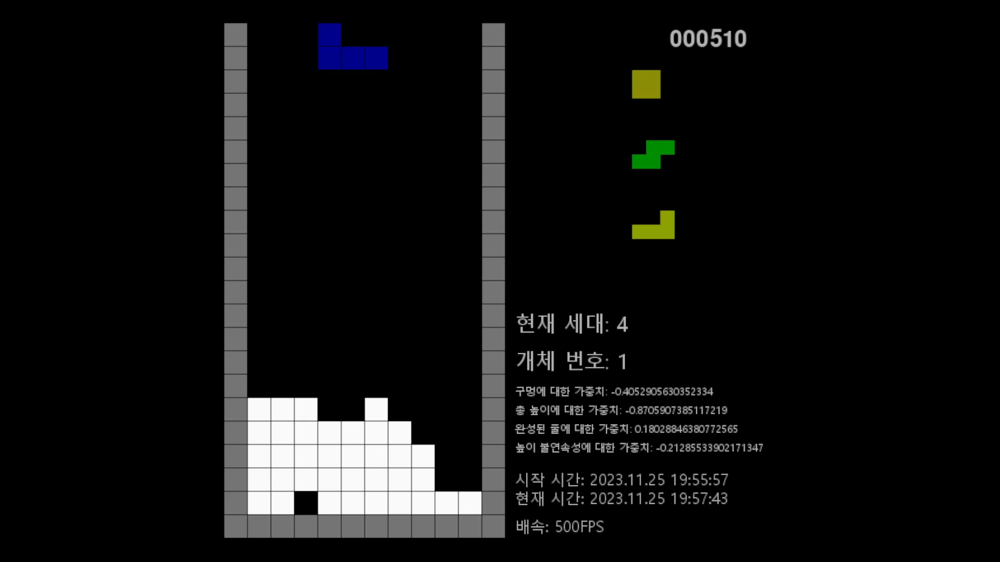 000510
현재 세대: 4
개체 번호: 1
구멍에 대한 가중치: -0.4052905630352334
총 높이에 대한 가중치: -0.8705907385117219
완성된 줄에 대한 가중치: 0.18028846380772565
높이 불연속성에 대한 가중치: -0.21285533902171347
시작 시간: 2023.11.25 19:55:57
현재 시간: 2023.11.25 19:57:43
배속: 500FPS